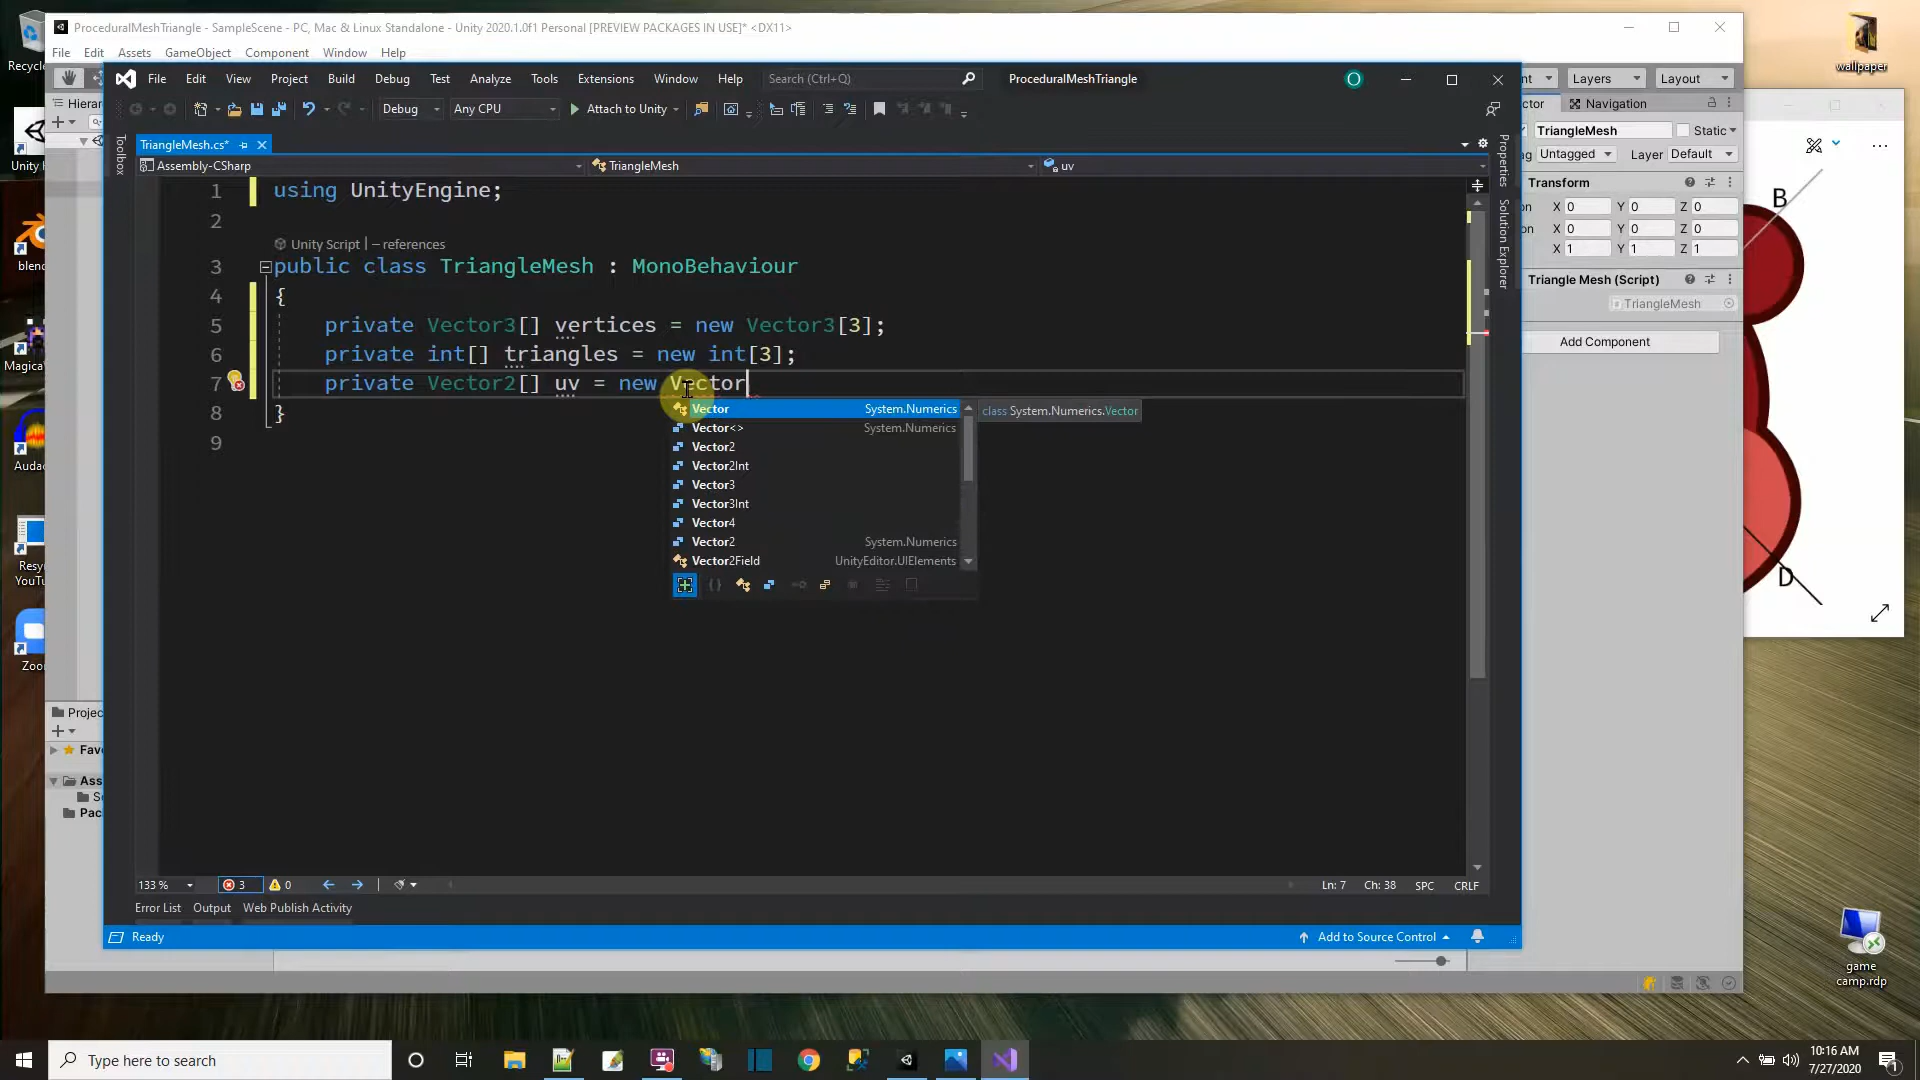 ProceduralMeshTriangle - SampleScene - PC, Mac & Linux Standalone - Unity 2020.1.0f1 Personal [PREVIEW PACKAGES IN USE]* <DX11>
File Edit Assets GameObject Component Window Help
File Edit View Project Build Debug Test Analyze Tools Extensions Window Help
Search (Ctrl+Q)
ProceduralMeshTriangle
O
Layers
Layout
Debug
Any CPU
Attach to Unity
Navigation
TriangleMesh.cs*
Assembly-CSharp
TriangleMesh
uv
Toolbox
Properties
Solution Explorer
1 using UnityEngine;
2
Unity Script | – references
3 public class TriangleMesh : MonoBehaviour
4 {
5 private Vector3[] vertices = new Vector3[3];
6 private int[] triangles = new int[3];
7 private Vector2[] uv = new Vector
8 }
9
Vector System.Numerics
Vector<> System.Numerics
Vector2
Vector2Int
Vector3
Vector3Int
Vector4
Vector2 System.Numerics
Vector2Field UnityEditor.UIElements
class System.Numerics.Vector
133 %
3
0
Ln: 7 Ch: 38 SPC CRLF
Error List Output Web Publish Activity
Ready
Add to Source Control
TriangleMesh
Static
Untagged
Layer Default
Transform
X 0 Y 0 Z 0
X 0 Y 0 Z 0
X 1 Y 1 Z 1
Triangle Mesh (Script)
TriangleMesh
Add Component
B
D
wallpaper
game
camp.rdp
Zoom
Type here to search
10:16 AM
7/27/2020
1